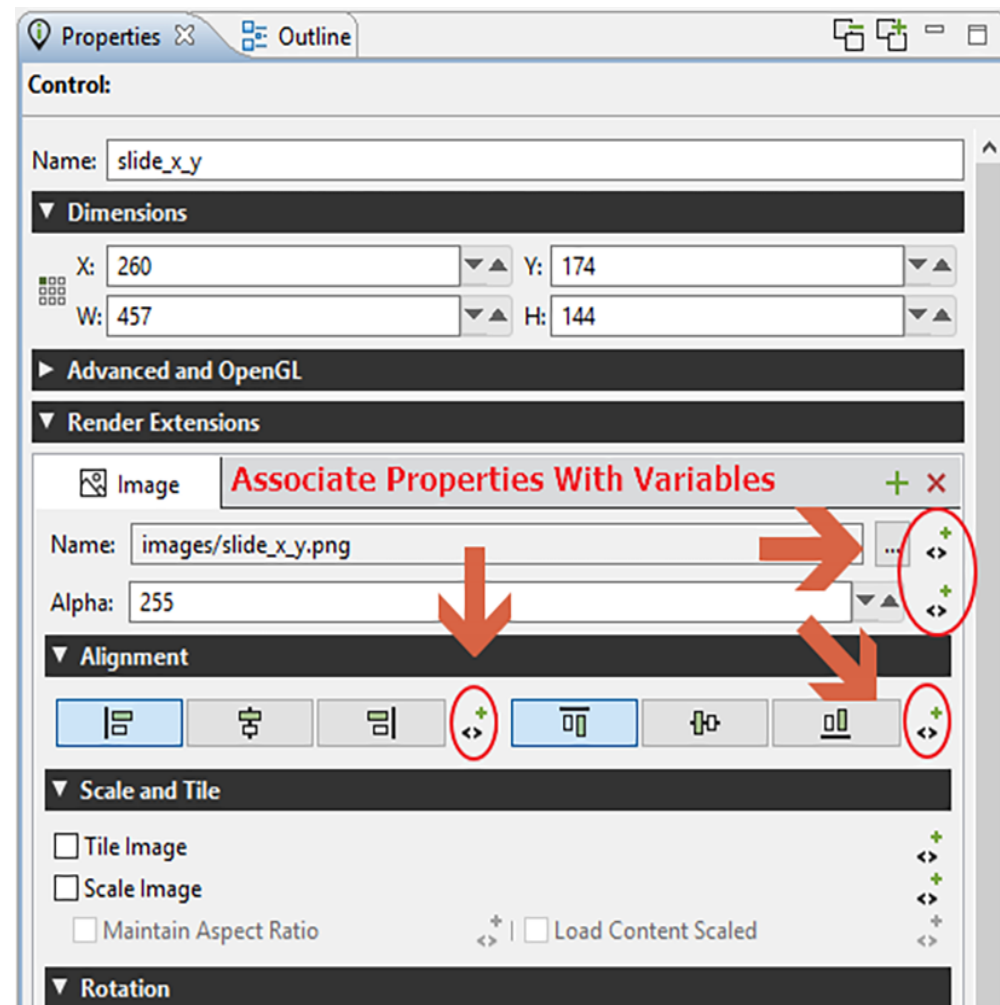 Properties Outline
Control:
Name: slide_x_y
Dimensions
X: 260 Y: 174
W: 457 H: 144
Advanced and OpenGL
Render Extensions
Image Associate Properties With Variables
Name: images/slide_x_y.png ...
Alpha: 255
Alignment
Scale and Tile
Tile Image
Scale Image
Maintain Aspect Ratio Load Content Scaled
Rotation